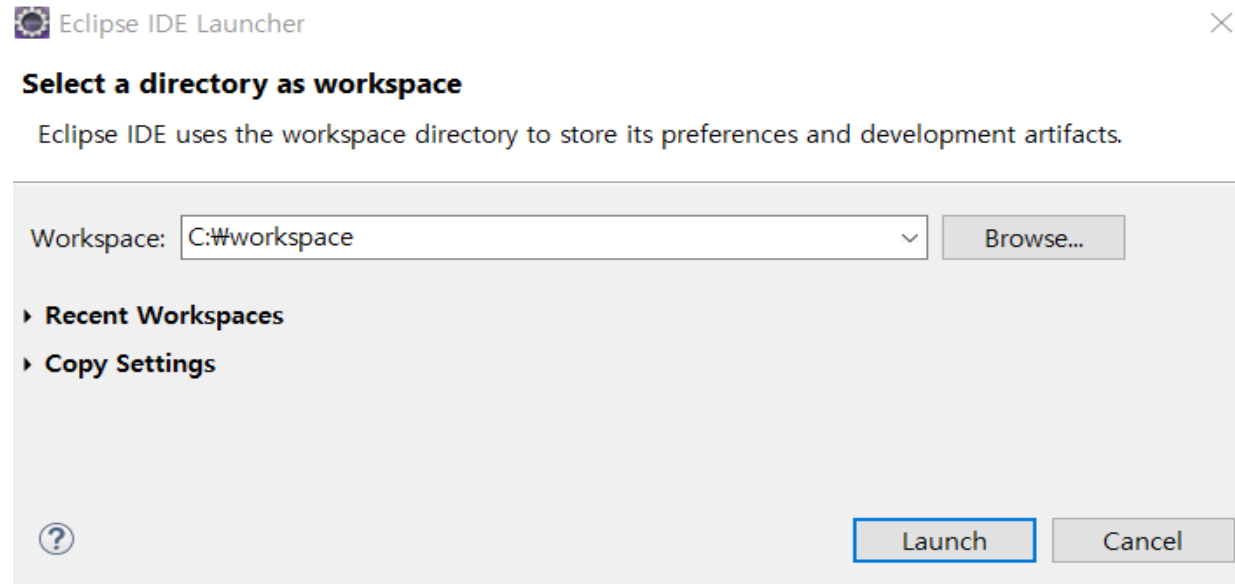 Eclipse IDE Launcher
Select a directory as workspace
Eclipse IDE uses the workspace directory to store its preferences and development artifacts.
Workspace: C:₩workspace Browse...
Recent Workspaces
Copy Settings
? Launch Cancel